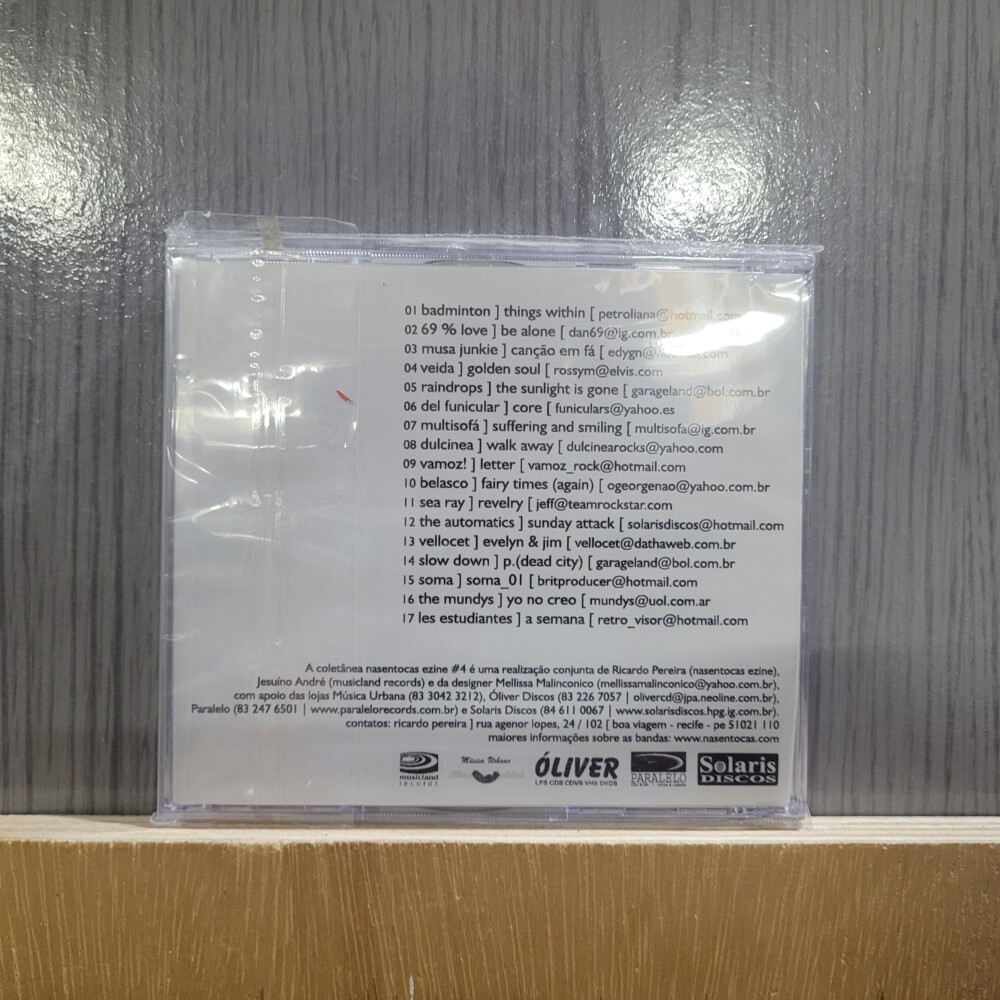 01 badminton ] things within [ petroliana@hotmail.com
02 69 % love ] be alone [ dan69@ig.com.br
03 musa junkie ] canção em fá [ edygn@hotmail.com
04 veida ] golden soul [ rossym@elvis.com
05 raindrops ] the sunlight is gone [ garageland@bol.com.br
06 del funicular ] core [ funiculars@yahoo.es
07 multisofá ] suffering and smiling [ multisofa@ig.com.br
08 dulcinea ] walk away [ dulcinearocks@yahoo.com
09 vamoz! ] letter [ vamoz_rock@hotmail.com
10 belasco ] fairy times (again) [ ogeorgenao@yahoo.com.br
11 sea ray ] revelry [ jeff@teamrockstar.com
12 the automatics ] sunday attack [ solarisdiscos@hotmail.com
13 vellocet ] evelyn & jim [ vellocet@dathaweb.com.br
14 slow down ] p.(dead city) [ garageland@bol.com.br
15 soma ] soma_01 [ britproducer@hotmail.com
16 the mundys ] yo no creo [ mundys@uol.com.ar
17 les estudiantes ] a semana [ retro_visor@hotmail.com
A coletânea nasentocas ezine #4 é uma realização conjunta de Ricardo Pereira (nasentocas ezine),
Jesuíno André (musicland records) e da designer Mellissa Malinconico (mellissamalinconico@yahoo.com.br),
com apoio das lojas Música Urbana (83 3042 3212), Óliver Discos (83 226 7057 | olivercd@jpa.neoline.com.br),
Paralelo (83 247 6501 | www.paralelorecords.com.br) e Solaris Discos (84 611 0067 | www.solarisdiscos.hpg.ig.com.br).
contatos: ricardo pereira ] rua agenor lopes, 24 / 102 [ boa viagem - recife - pe 51021 110
maiores informações sobre as bandas: www.nasentocas.com
musicland
records
Música Urbana
ÓLIVER
LPS CDS CDVS VHS DVDS
PARALELO
Solaris
DISCOS